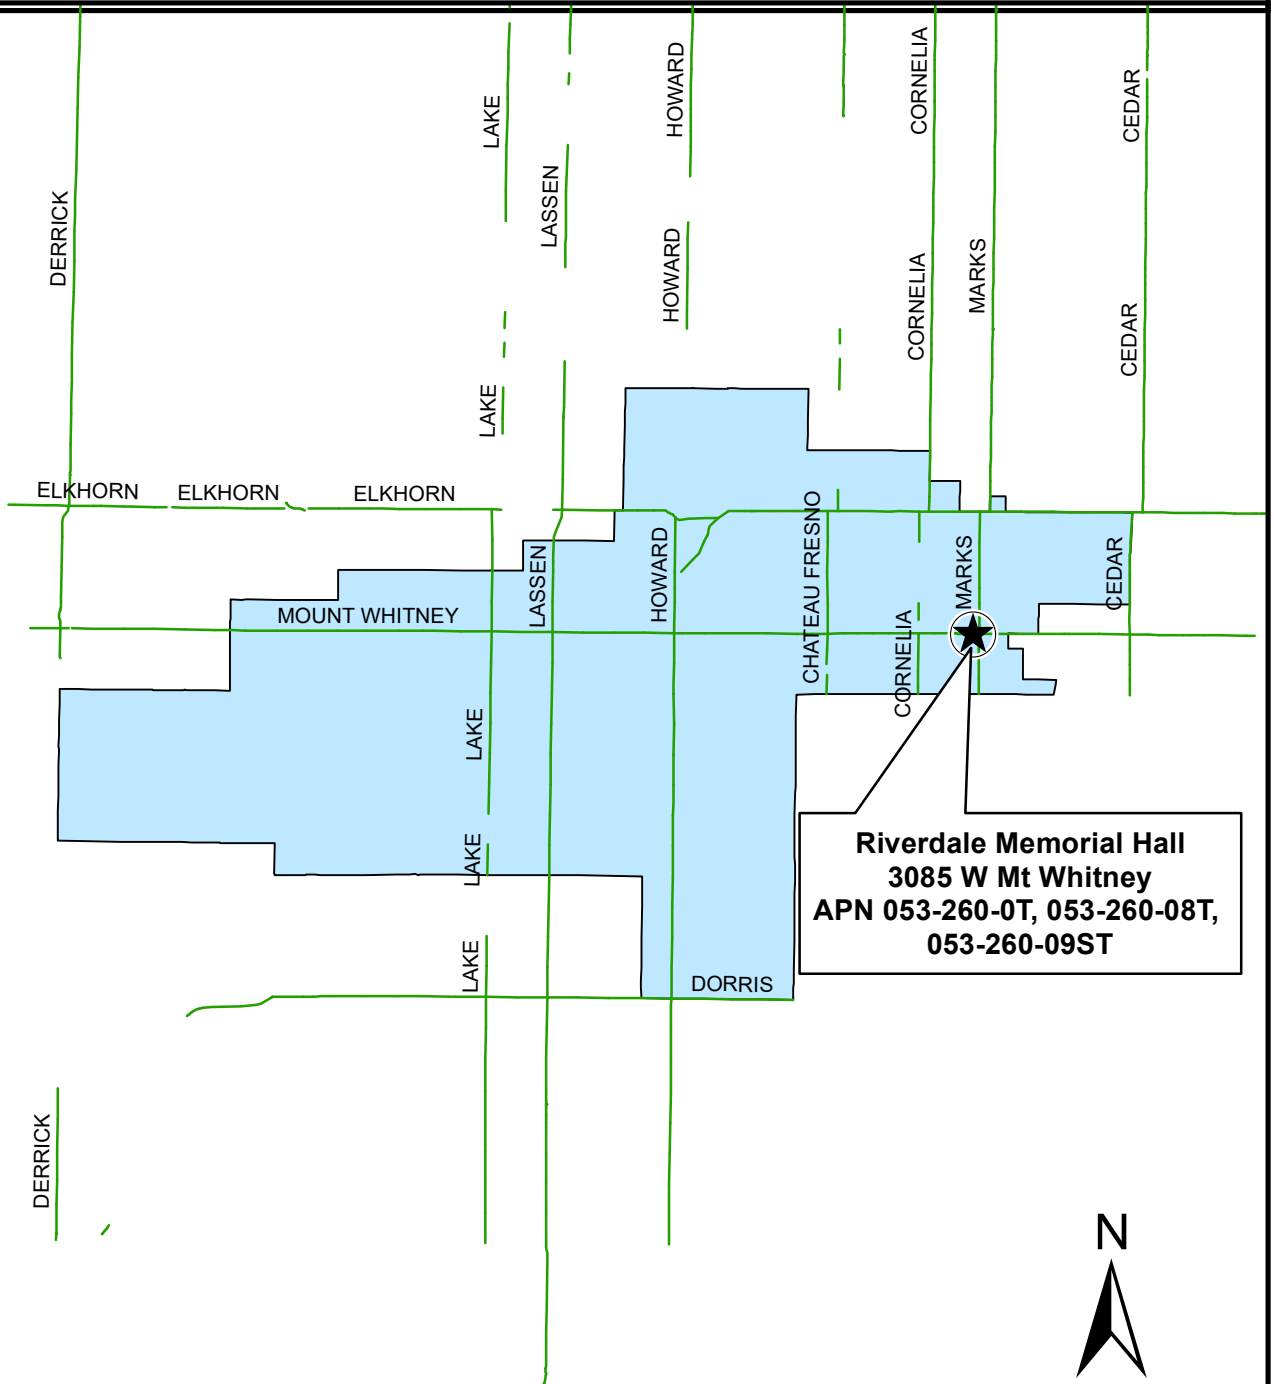 LAKE
HOWARD
CORNELIA
CEDAR
DERRICK
LASSEN
HOWARD
CORNELIA
MARKS
CEDAR
LAKE
ELKHORN
ELKHORN
ELKHORN
CHATEAU FRESNO
LASSEN
HOWARD
MARKS
CEDAR
MOUNT WHITNEY
CORNELIA
LAKE
Riverdale Memorial Hall
3085 W Mt Whitney
APN 053-260-0T, 053-260-08T,
053-260-09ST
LAKE
LAKE
DORRIS
DERRICK
N